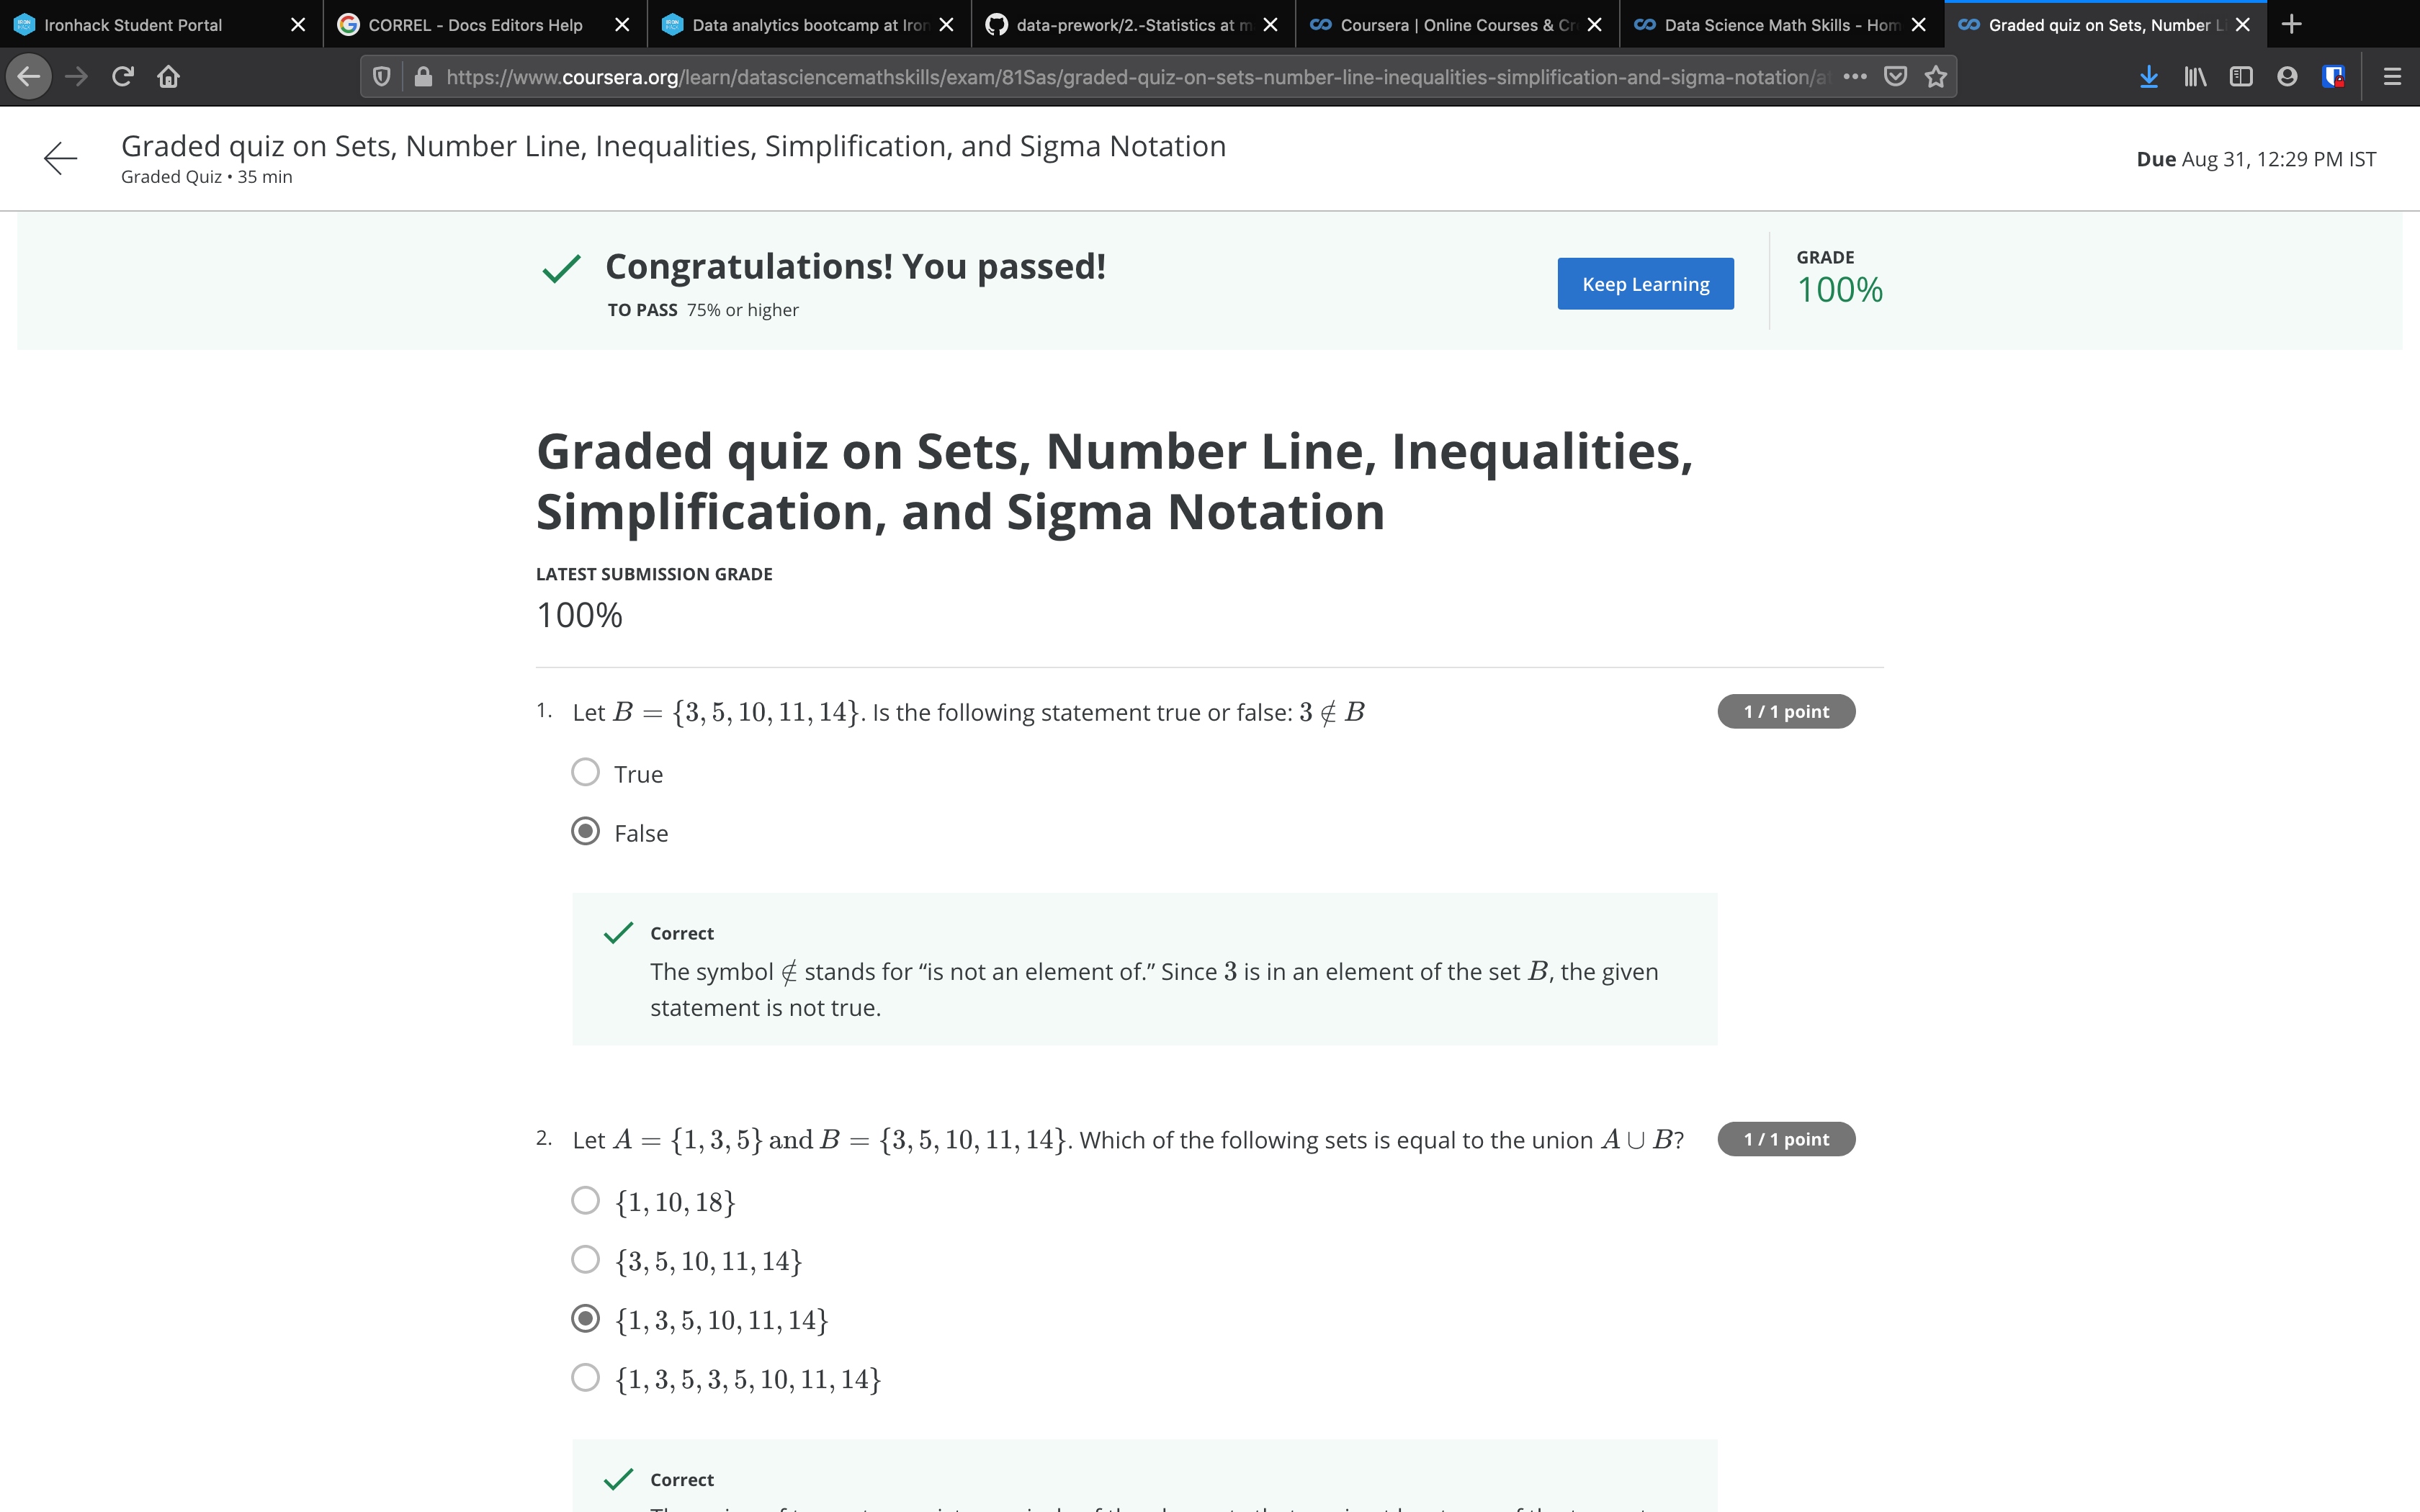 Ironhack Student Portal
CORREL - Docs Editors Help
Data analytics bootcamp at Iron
data-prework/2.-Statistics at m
Coursera | Online Courses & Cr
Data Science Math Skills - Hom
Graded quiz on Sets, Number L
https://www.coursera.org/learn/datasciencemathskills/exam/81Sas/graded-quiz-on-sets-number-line-inequalities-simplification-and-sigma-notation/at
Graded quiz on Sets, Number Line, Inequalities, Simplification, and Sigma Notation
Graded Quiz • 35 min
Due Aug 31, 12:29 PM IST
Congratulations! You passed!
TO PASS 75% or higher
Keep Learning
GRADE
100%
Graded quiz on Sets, Number Line, Inequalities,
Simplification, and Sigma Notation
LATEST SUBMISSION GRADE
100%
1. Let B = {3, 5, 10, 11, 14}. Is the following statement true or false: 3 ∉ B
1 / 1 point
True
False
Correct
The symbol ∉ stands for “is not an element of.” Since 3 is in an element of the set B, the given
statement is not true.
2. Let A = {1, 3, 5} and B = {3, 5, 10, 11, 14}. Which of the following sets is equal to the union A ∪ B?
1 / 1 point
{1, 10, 18}
{3, 5, 10, 11, 14}
{1, 3, 5, 10, 11, 14}
{1, 3, 5, 3, 5, 10, 11, 14}
Correct